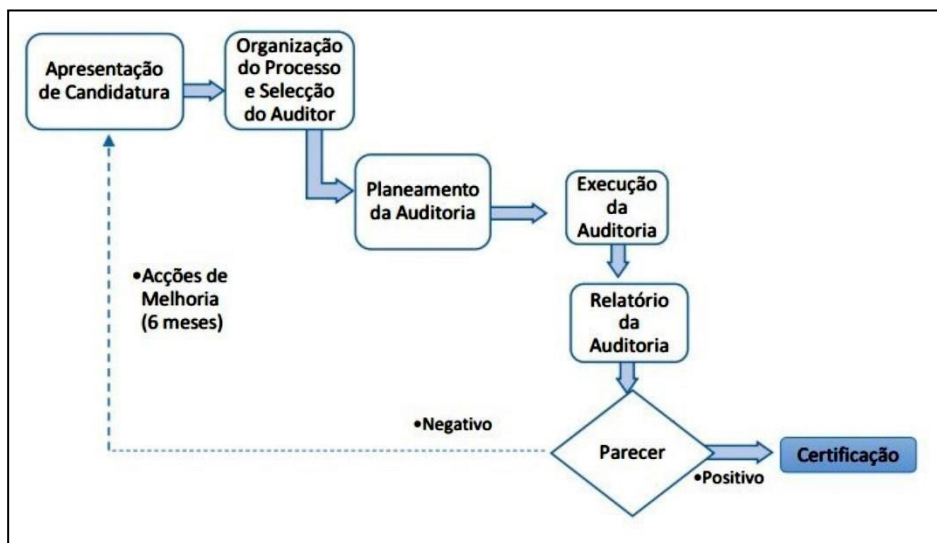 Apresentação
de Candidatura
Organização
do Processo
e Selecção
do Auditor
Planeamento
da Auditoria
Execução
da
Auditoria
•Acções de
Melhoria
(6 meses)
Relatório
da
Auditoria
•Negativo
Parecer
•Positivo
Certificação